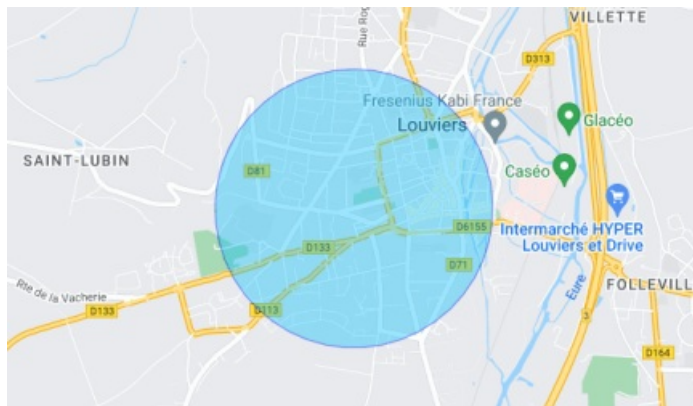 VILLETTE
Rue Roq
D313
Fresenius Kabi France
Louviers
Glacéo
SAINT-LUBIN
D81
Caséo
D6155
Intermarché HYPER
Louviers et Drive
D133
D71
Eure
FOLLEVILL
Rte de la Vacherie
D133
D113
3
D164